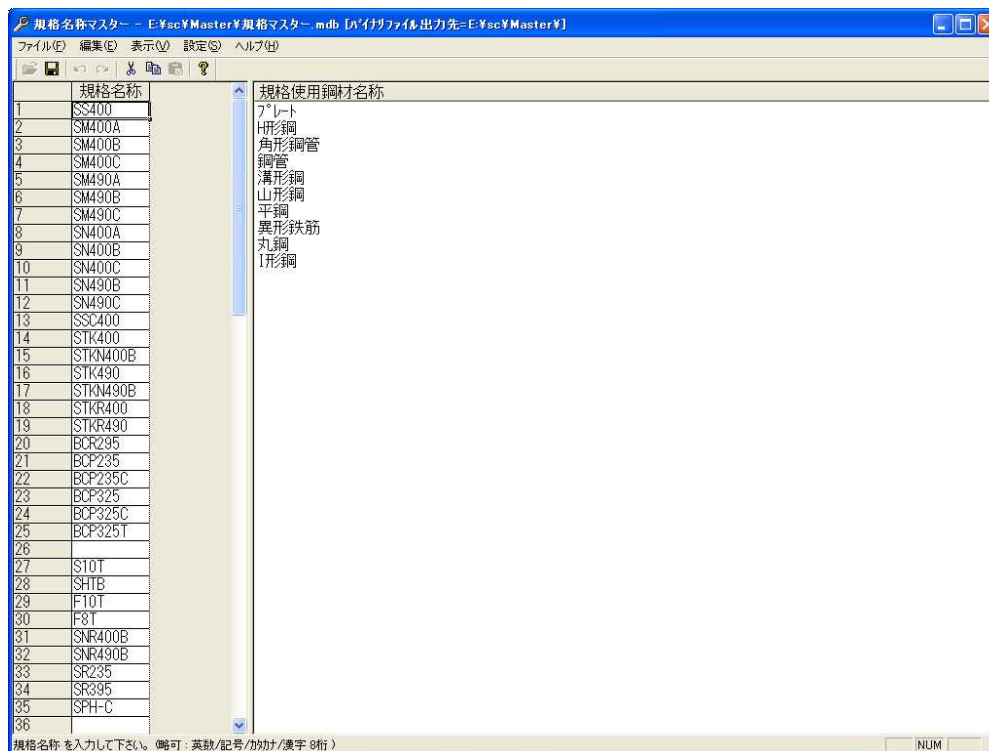 規格名称マスター - E:¥sc¥Master¥規格マスター.mdb [ﾊﾞｲﾅﾘﾌｧｲﾙ出力先=E:¥sc¥Master¥]
ファイル(F) 編集(E) 表示(V) 設定(S) ヘルプ(H)
規格名称
1 SS400
2 SM400A
3 SM400B
4 SM400C
5 SM490A
6 SM490B
7 SM490C
8 SN400A
9 SN400B
10 SN400C
11 SN490B
12 SN490C
13 SSC400
14 STK400
15 STKN400B
16 STK490
17 STKN490B
18 STKR400
19 STKR490
20 BCR295
21 BCP235
22 BCP235C
23 BCP325
24 BCP325C
25 BCP325T
26
27 S10T
28 SHTB
29 F10T
30 F8T
31 SNR400B
32 SNR490B
33 SR235
34 SR395
35 SPH-C
36
規格使用鋼材名称
ﾌﾟﾚｰﾄ
H形鋼
角形鋼管
鋼管
溝形鋼
山形鋼
平鋼
異形鉄筋
丸鋼
I形鋼
規格名称 を入力して下さい。(略可 : 英数/記号/ｶﾀｶﾅ/漢字 8桁 )
NUM